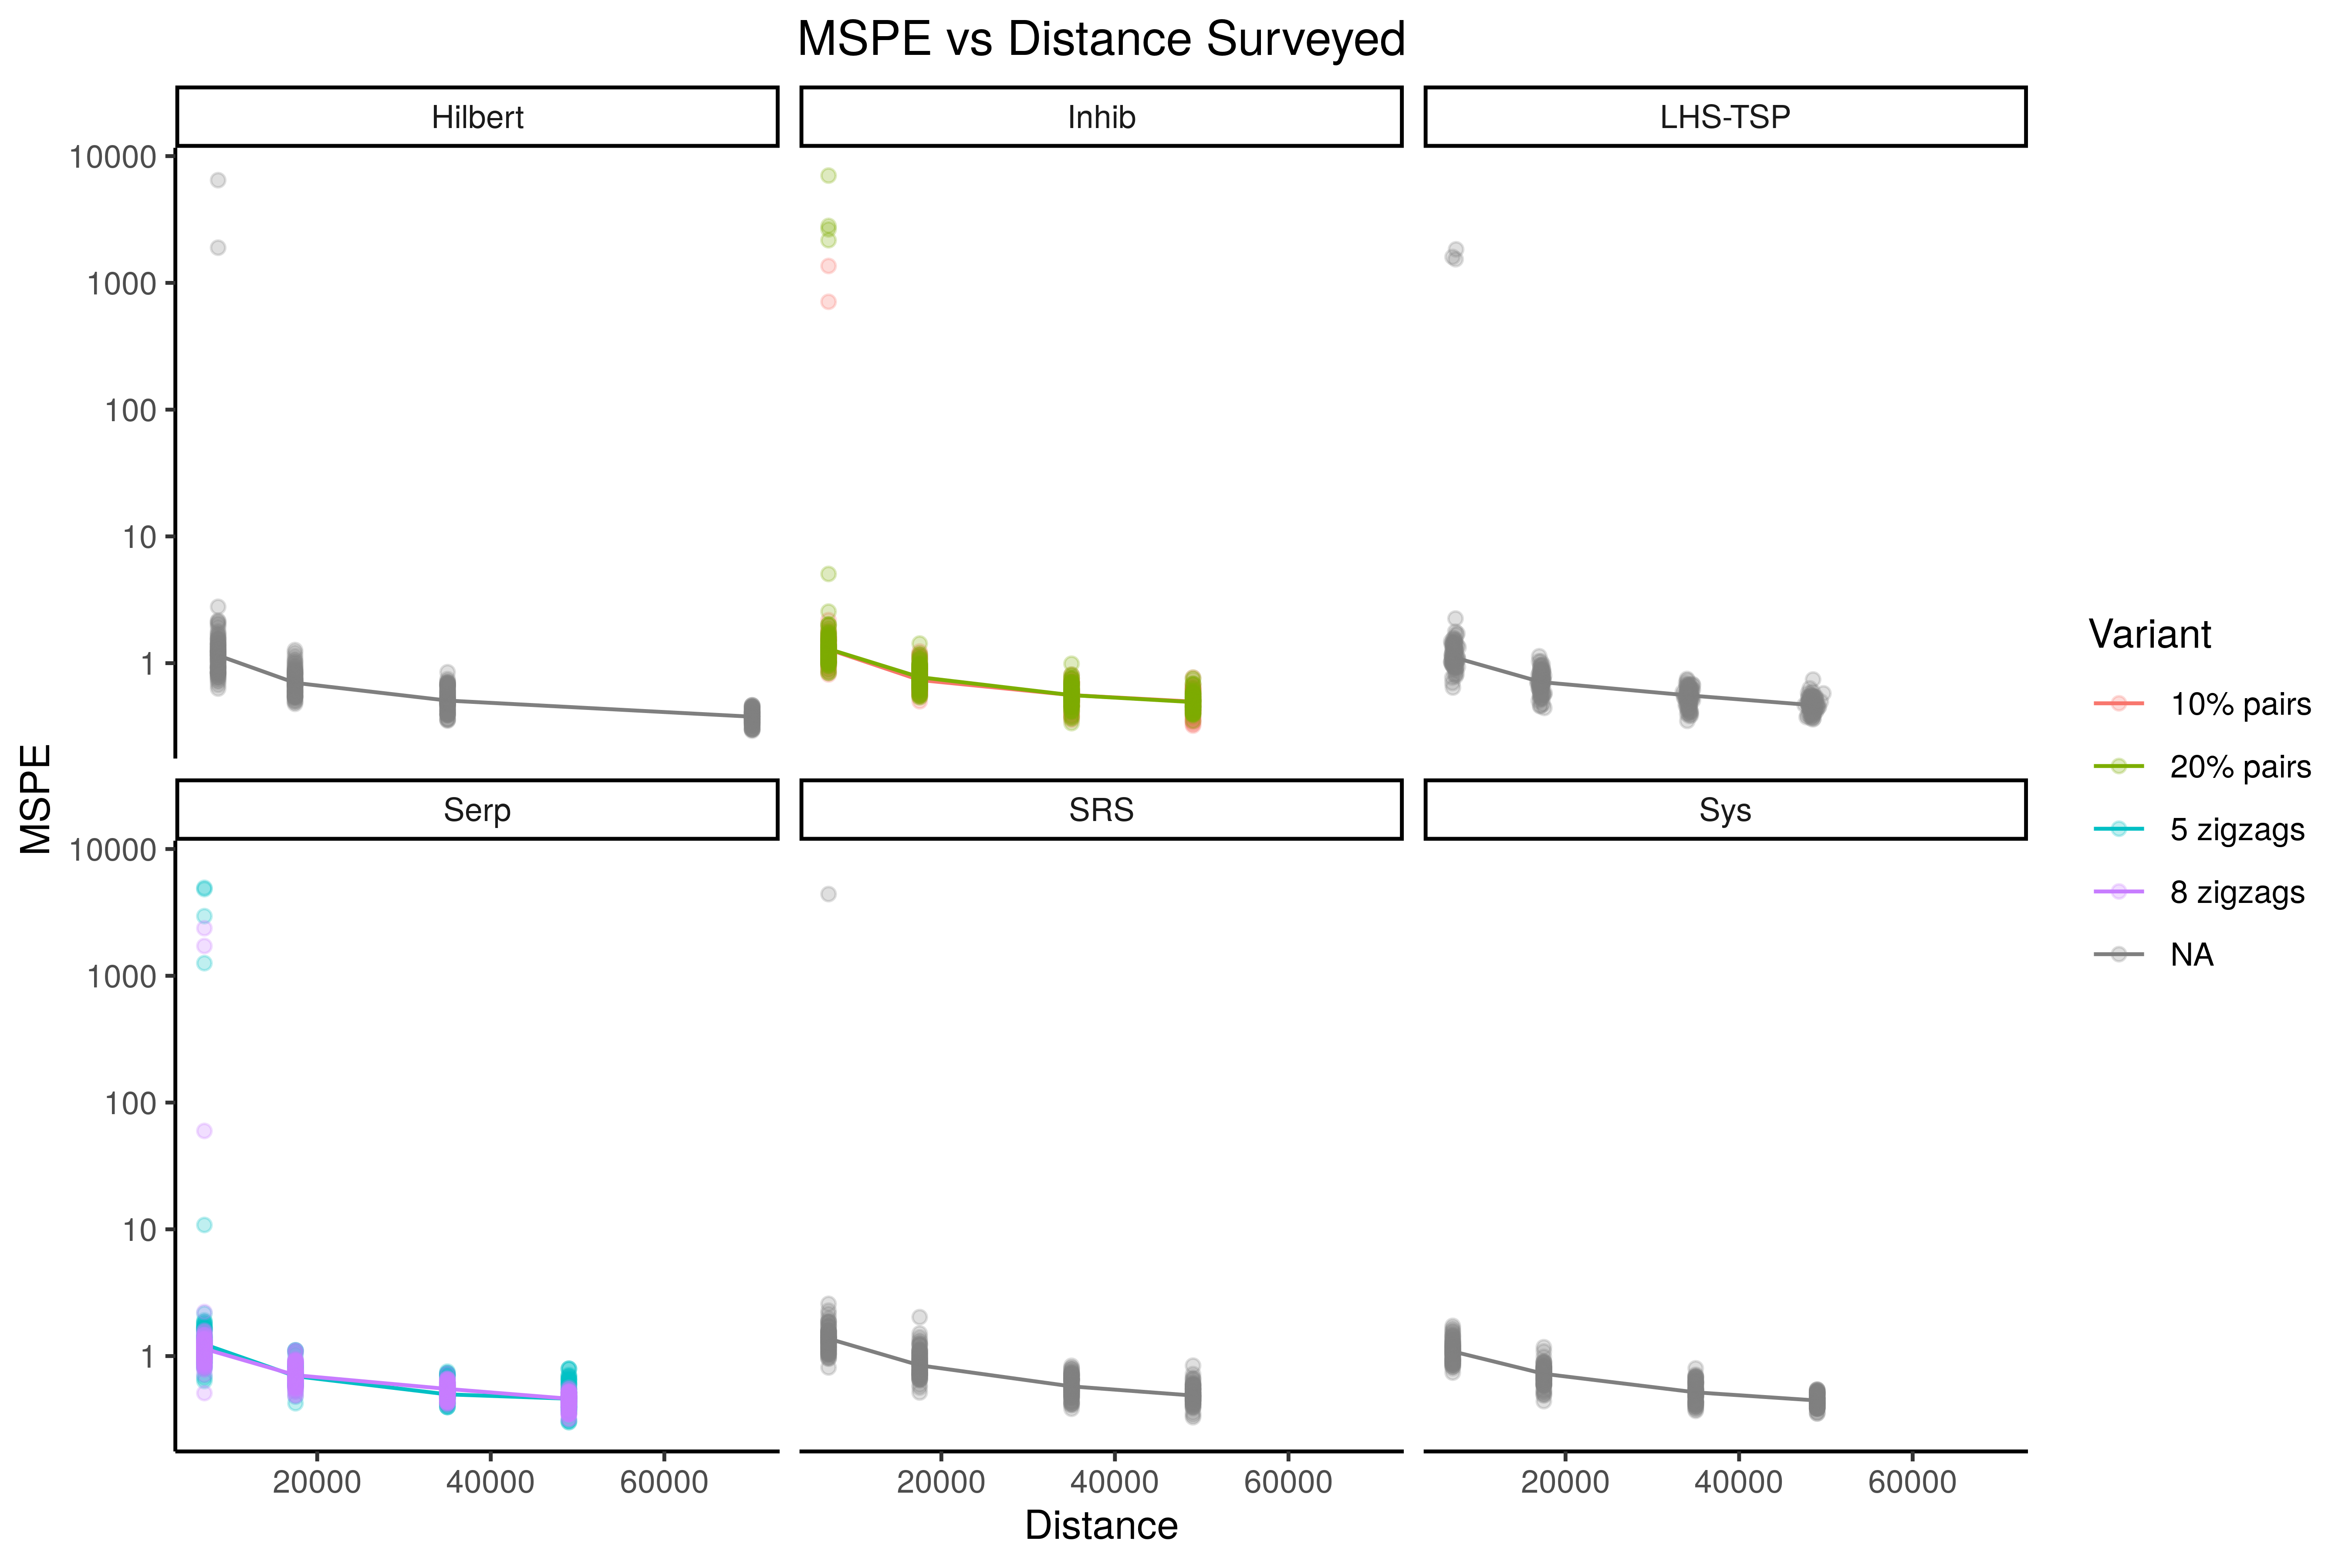 MSPE vs Distance Surveyed
Hilbert
Inhib
LHS-TSP
10000
1000
100
10
1
Serp
SRS
Sys
10000
1000
100
10
1
20000
40000
60000
20000
40000
60000
20000
40000
60000
Distance
MSPE
Variant
10% pairs
20% pairs
5 zigzags
8 zigzags
NA